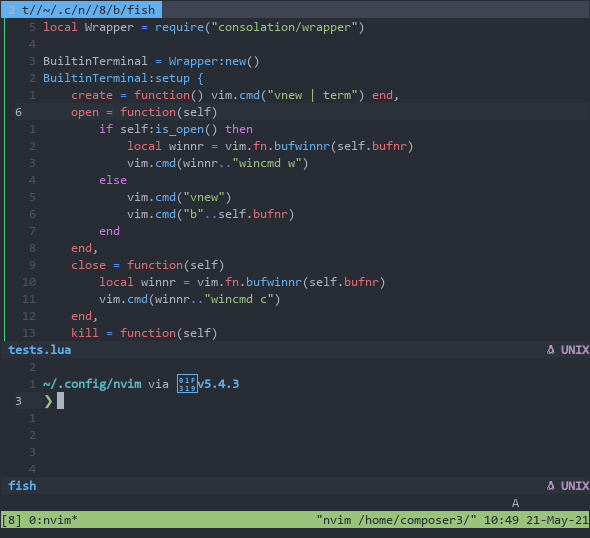 2 t//~/.c/n//8/b/fish
5 local Wrapper = require("consolation/wrapper")
4
3 BuiltinTerminal = Wrapper:new()
2 BuiltinTerminal:setup {
1 create = function() vim.cmd("vnew | term") end,
6 open = function(self)
1 if self:is_open() then
2 local winnr = vim.fn.bufwinnr(self.bufnr)
3 vim.cmd(winnr.."wincmd w")
4 else
5 vim.cmd("vnew")
6 vim.cmd("b"..self.bufnr)
7 end
8 end,
9 close = function(self)
10 local winnr = vim.fn.bufwinnr(self.bufnr)
11 vim.cmd(winnr.."wincmd c")
12 end,
13 kill = function(self)
tests.lua UNIX
2
1 ~/.config/nvim via 01F319 v5.4.3
3 ❯
1
2
3
4
fish UNIX
A
[8] 0:nvim* "nvim /home/composer3/" 10:49 21-May-21